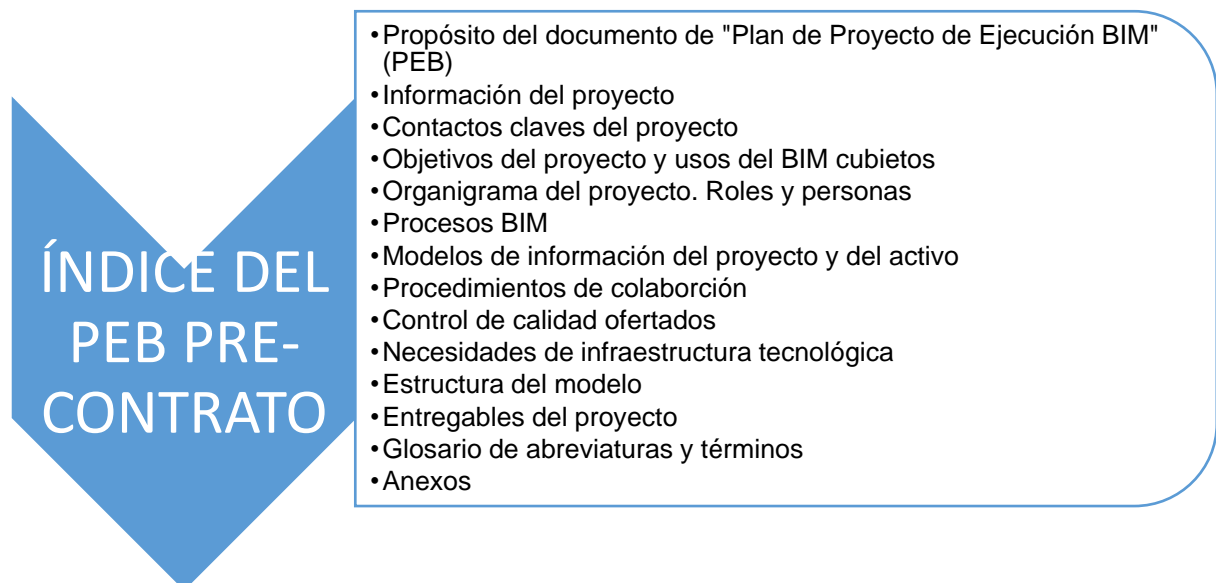 ÍNDICE DEL
PEB PRE-
CONTRATO
•Propósito del documento de "Plan de Proyecto de Ejecución BIM"
(PEB)
•Información del proyecto
•Contactos claves del proyecto
•Objetivos del proyecto y usos del BIM cubietos
•Organigrama del proyecto. Roles y personas
•Procesos BIM
•Modelos de información del proyecto y del activo
•Procedimientos de colaborción
•Control de calidad ofertados
•Necesidades de infraestructura tecnológica
•Estructura del modelo
•Entregables del proyecto
•Glosario de abreviaturas y términos
•Anexos